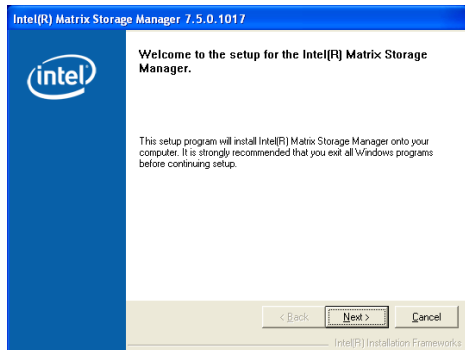 Intel(R) Matrix Storage Manager 7.5.0.1017
intel
Welcome to the setup for the Intel(R) Matrix Storage
Manager.
This setup program will install Intel(R) Matrix Storage Manager onto your
computer. It is strongly recommended that you exit all Windows programs
before continuing setup.
< Back
Next >
Cancel
Intel(R) Installation Frameworks